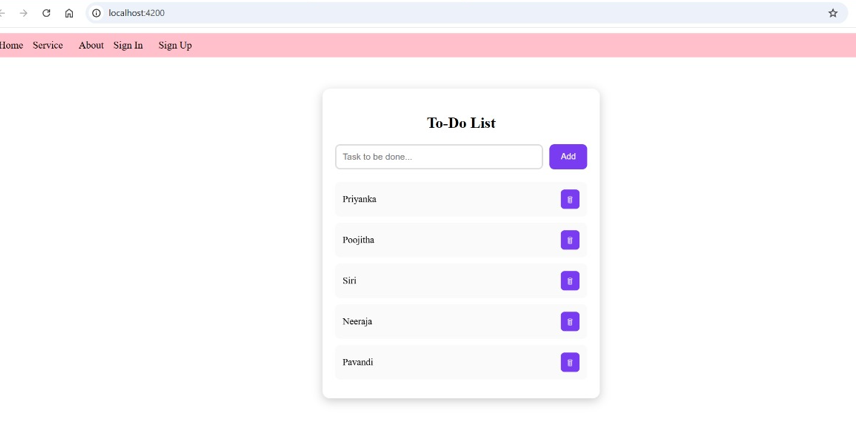 localhost:4200
Home Service About Sign In Sign Up
To-Do List
Task to be done... Add
Priyanka
Poojitha
Siri
Neeraja
Pavandi